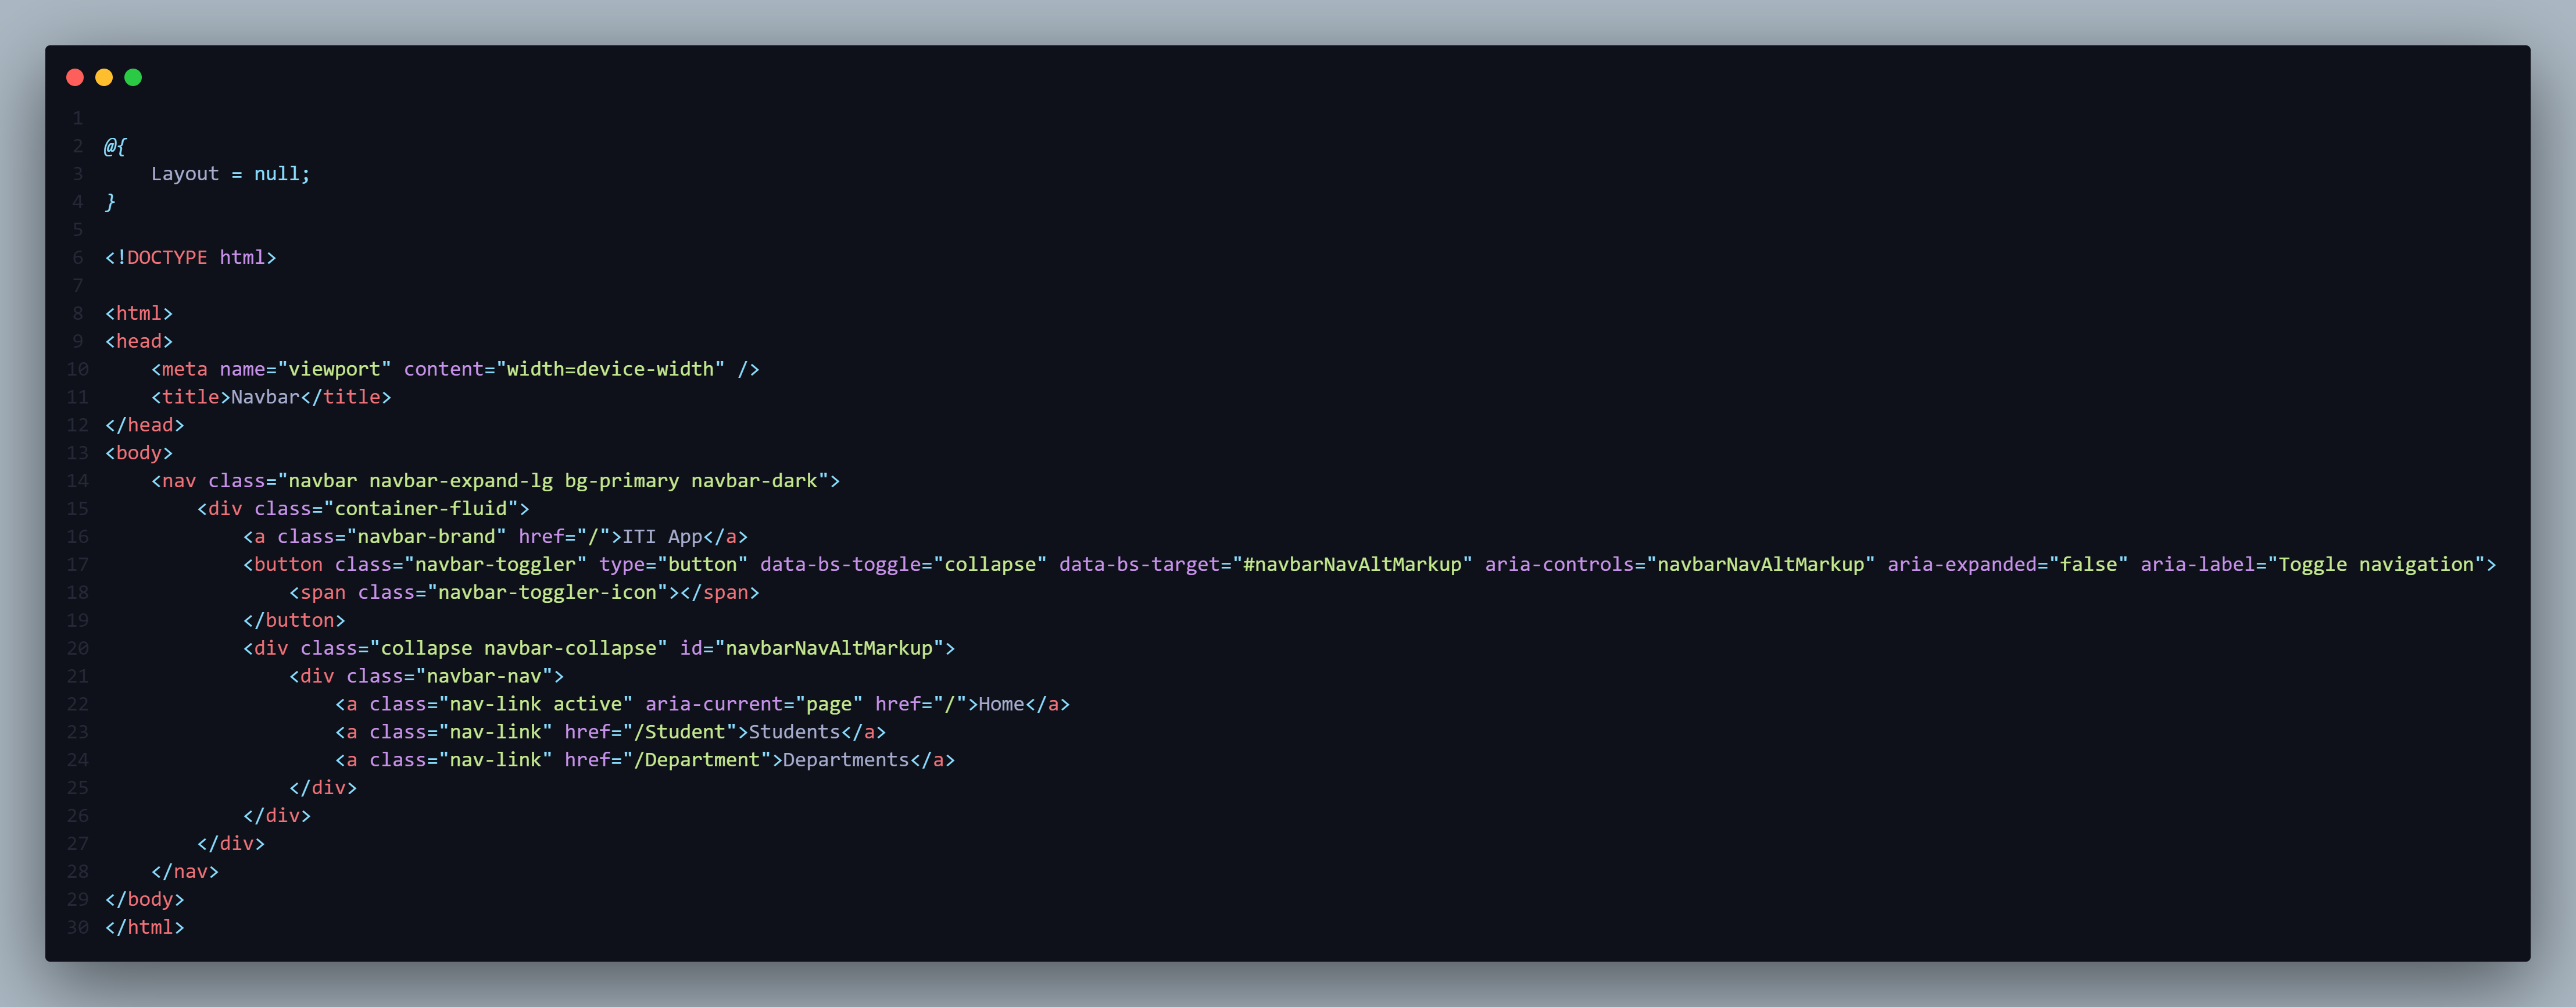 1
2 @{
3     Layout = null;
4 }
5
6 <!DOCTYPE html>
7
8 <html>
9 <head>
10     <meta name="viewport" content="width=device-width" />
11     <title>Navbar</title>
12 </head>
13 <body>
14     <nav class="navbar navbar-expand-lg bg-primary navbar-dark">
15         <div class="container-fluid">
16             <a class="navbar-brand" href="/">ITI App</a>
17             <button class="navbar-toggler" type="button" data-bs-toggle="collapse" data-bs-target="#navbarNavAltMarkup" aria-controls="navbarNavAltMarkup" aria-expanded="false" aria-label="Toggle navigation">
18                 <span class="navbar-toggler-icon"></span>
19             </button>
20             <div class="collapse navbar-collapse" id="navbarNavAltMarkup">
21                 <div class="navbar-nav">
22                     <a class="nav-link active" aria-current="page" href="/">Home</a>
23                     <a class="nav-link" href="/Student">Students</a>
24                     <a class="nav-link" href="/Department">Departments</a>
25                 </div>
26             </div>
27         </div>
28     </nav>
29 </body>
30 </html>